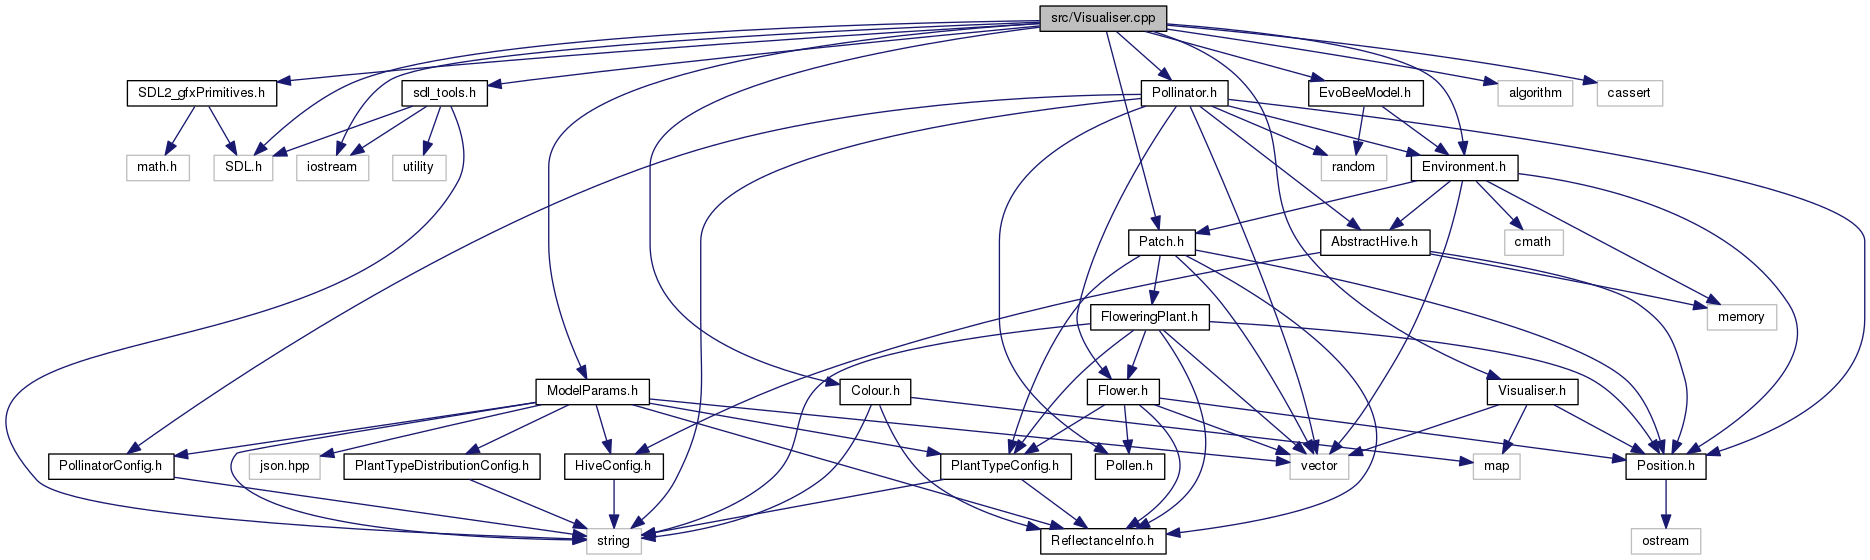 src/Visualiser.cpp
SDL2_gfxPrimitives.h
sdl_tools.h
Pollinator.h
EvoBeeModel.h
algorithm
cassert
math.h
SDL.h
iostream
utility
random
Environment.h
Patch.h
AbstractHive.h
cmath
FloweringPlant.h
memory
ModelParams.h
Colour.h
Flower.h
Visualiser.h
PollinatorConfig.h
json.hpp
PlantTypeDistributionConfig.h
HiveConfig.h
PlantTypeConfig.h
Pollen.h
vector
map
Position.h
string
ReflectanceInfo.h
ostream